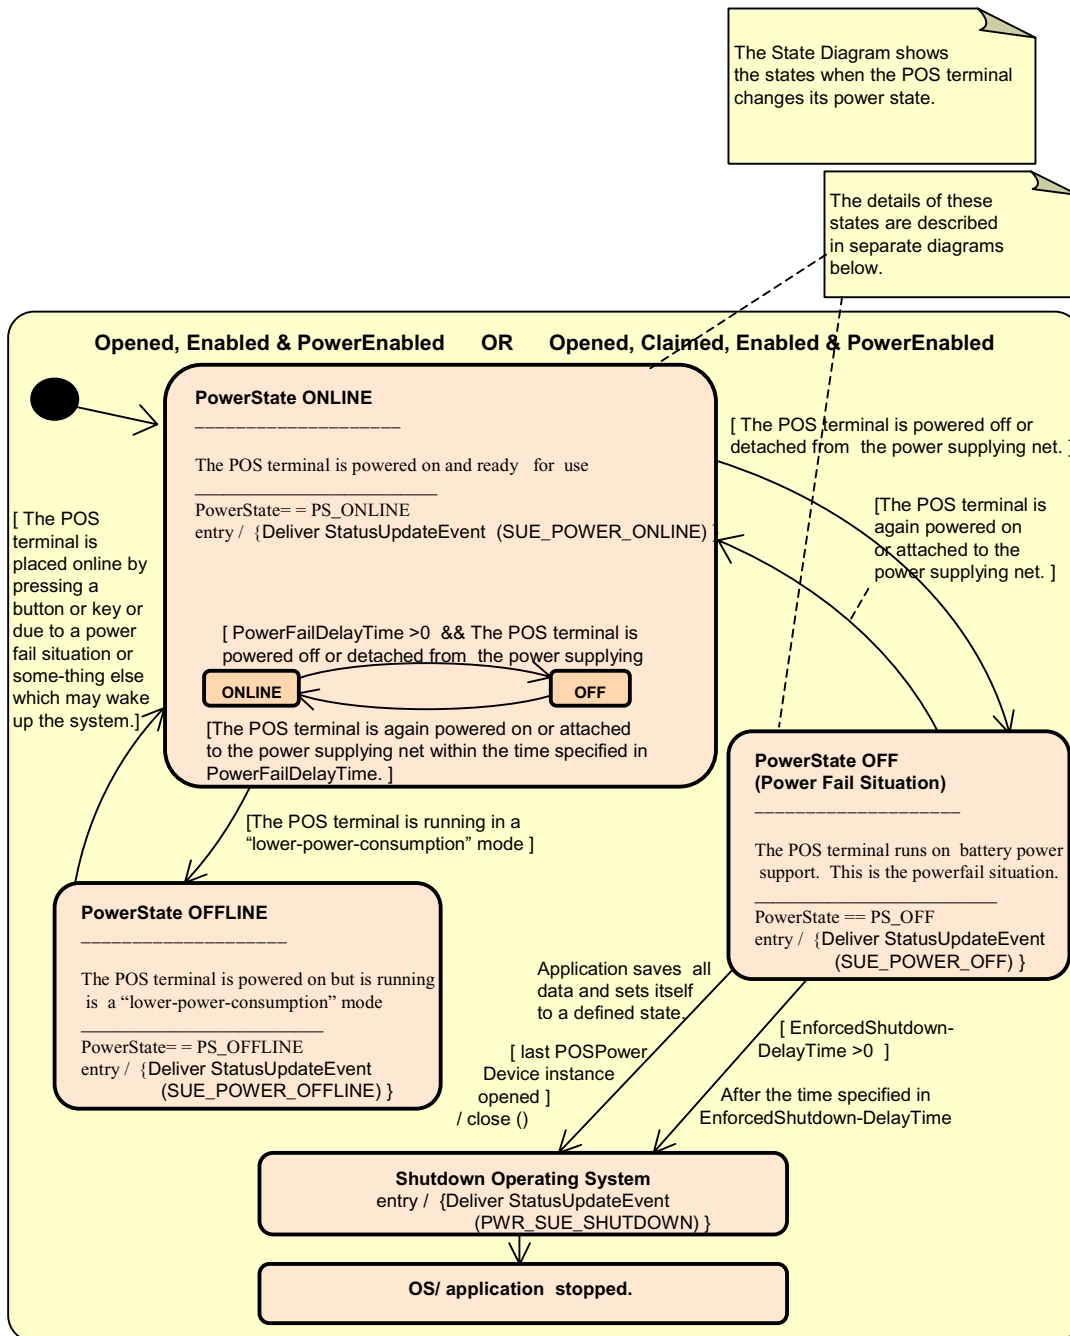 The State Diagram shows
the states when the POS terminal
changes its power state.
The details of these
states are described
in separate diagrams
below.
Opened, Enabled & PowerEnabled OR Opened, Claimed, Enabled & PowerEnabled
PowerState ONLINE
____________________
The POS terminal is powered on and ready for use
__________________________
PowerState= = PS_ONLINE
entry / {Deliver StatusUpdateEvent (SUE_POWER_ONLINE) }
[ PowerFailDelayTime >0 && The POS terminal is
powered off or detached from the power supplying
ONLINE
OFF
[The POS terminal is again powered on or attached
to the power supplying net within the time specified in
PowerFailDelayTime. ]
[ The POS terminal is powered off or
detached from the power supplying net. ]
[The POS terminal is
again powered on
or attached to the
power supplying net. ]
[ The POS
terminal is
placed online by
pressing a
button or key or
due to a power
fail situation or
some-thing else
which may wake
up the system.]
[The POS terminal is running in a
“lower-power-consumption” mode ]
PowerState OFF
(Power Fail Situation)
____________________
The POS terminal runs on battery power
support. This is the powerfail situation.
__________________________
PowerState == PS_OFF
entry / {Deliver StatusUpdateEvent
(SUE_POWER_OFF) }
PowerState OFFLINE
____________________
The POS terminal is powered on but is running
is a “lower-power-consumption” mode
__________________________
PowerState= = PS_OFFLINE
entry / {Deliver StatusUpdateEvent
(SUE_POWER_OFFLINE) }
Application saves all
data and sets itself
to a defined state.
[ last POSPower
Device instance
opened ]
/ close ()
[ EnforcedShutdown-
DelayTime >0 ]
After the time specified in
EnforcedShutdown-DelayTime
Shutdown Operating System
entry / {Deliver StatusUpdateEvent
(PWR_SUE_SHUTDOWN) }
OS/ application stopped.